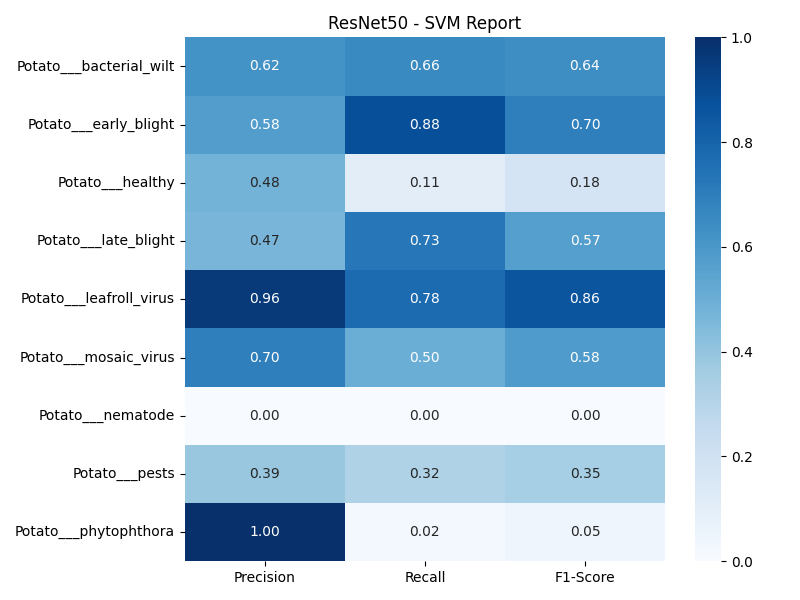 ResNet50 - SVM Report
Potato___bacterial_wilt 0.62 0.66 0.64
Potato___early_blight 0.58 0.88 0.70
Potato___healthy 0.48 0.11 0.18
Potato___late_blight 0.47 0.73 0.57
Potato___leafroll_virus 0.96 0.78 0.86
Potato___mosaic_virus 0.70 0.50 0.58
Potato___nematode 0.00 0.00 0.00
Potato___pests 0.39 0.32 0.35
Potato___phytophthora 1.00 0.02 0.05
Precision Recall F1-Score
1.0
0.8
0.6
0.4
0.2
0.0